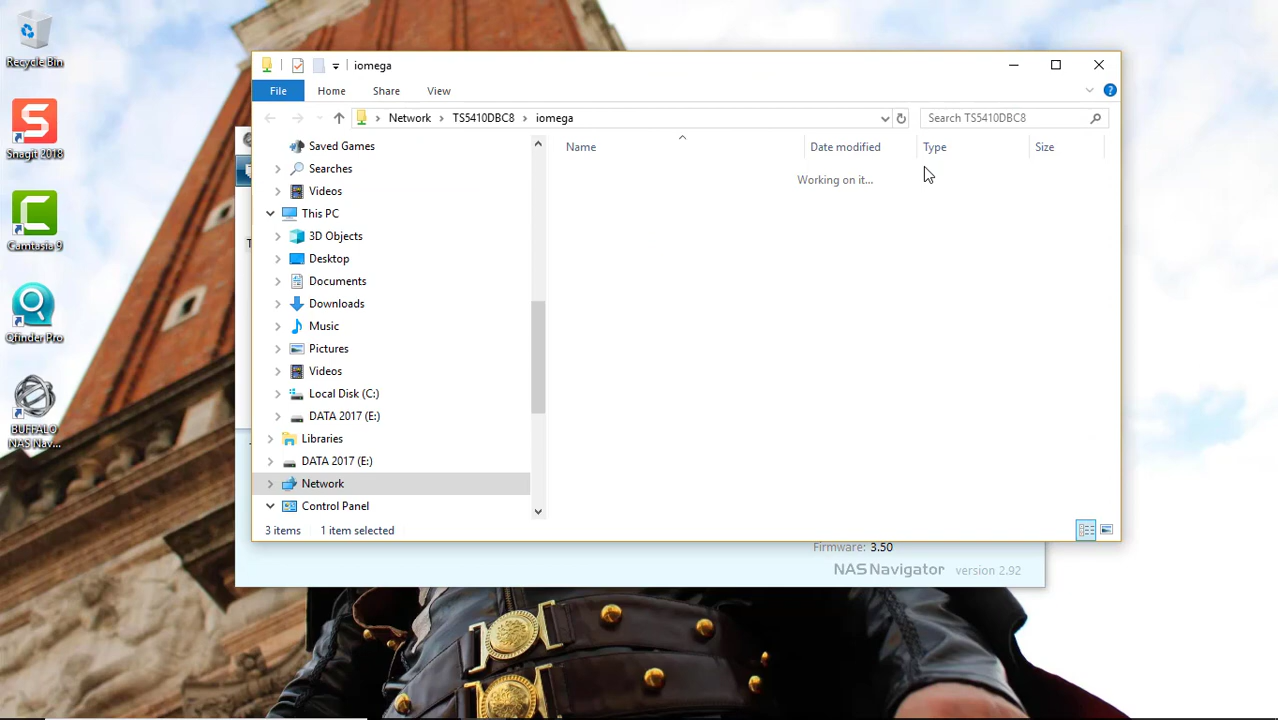 Recycle Bin
Snagit 2018
Camtasia 9
Qfinder Pro
BUFFALO
NAS Nav...
iomega
File
Home
Share
View
Network
TS5410DBC8
iomega
Search TS5410DBC8
Name
Date modified
Type
Size
Working on it...
Saved Games
Searches
Videos
This PC
3D Objects
Desktop
Documents
Downloads
Music
Pictures
Videos
Local Disk (C:)
DATA 2017 (E:)
Libraries
DATA 2017 (E:)
Network
Control Panel
3 items
1 item selected
Firmware: 3.50
NAS Navigator version 2.92